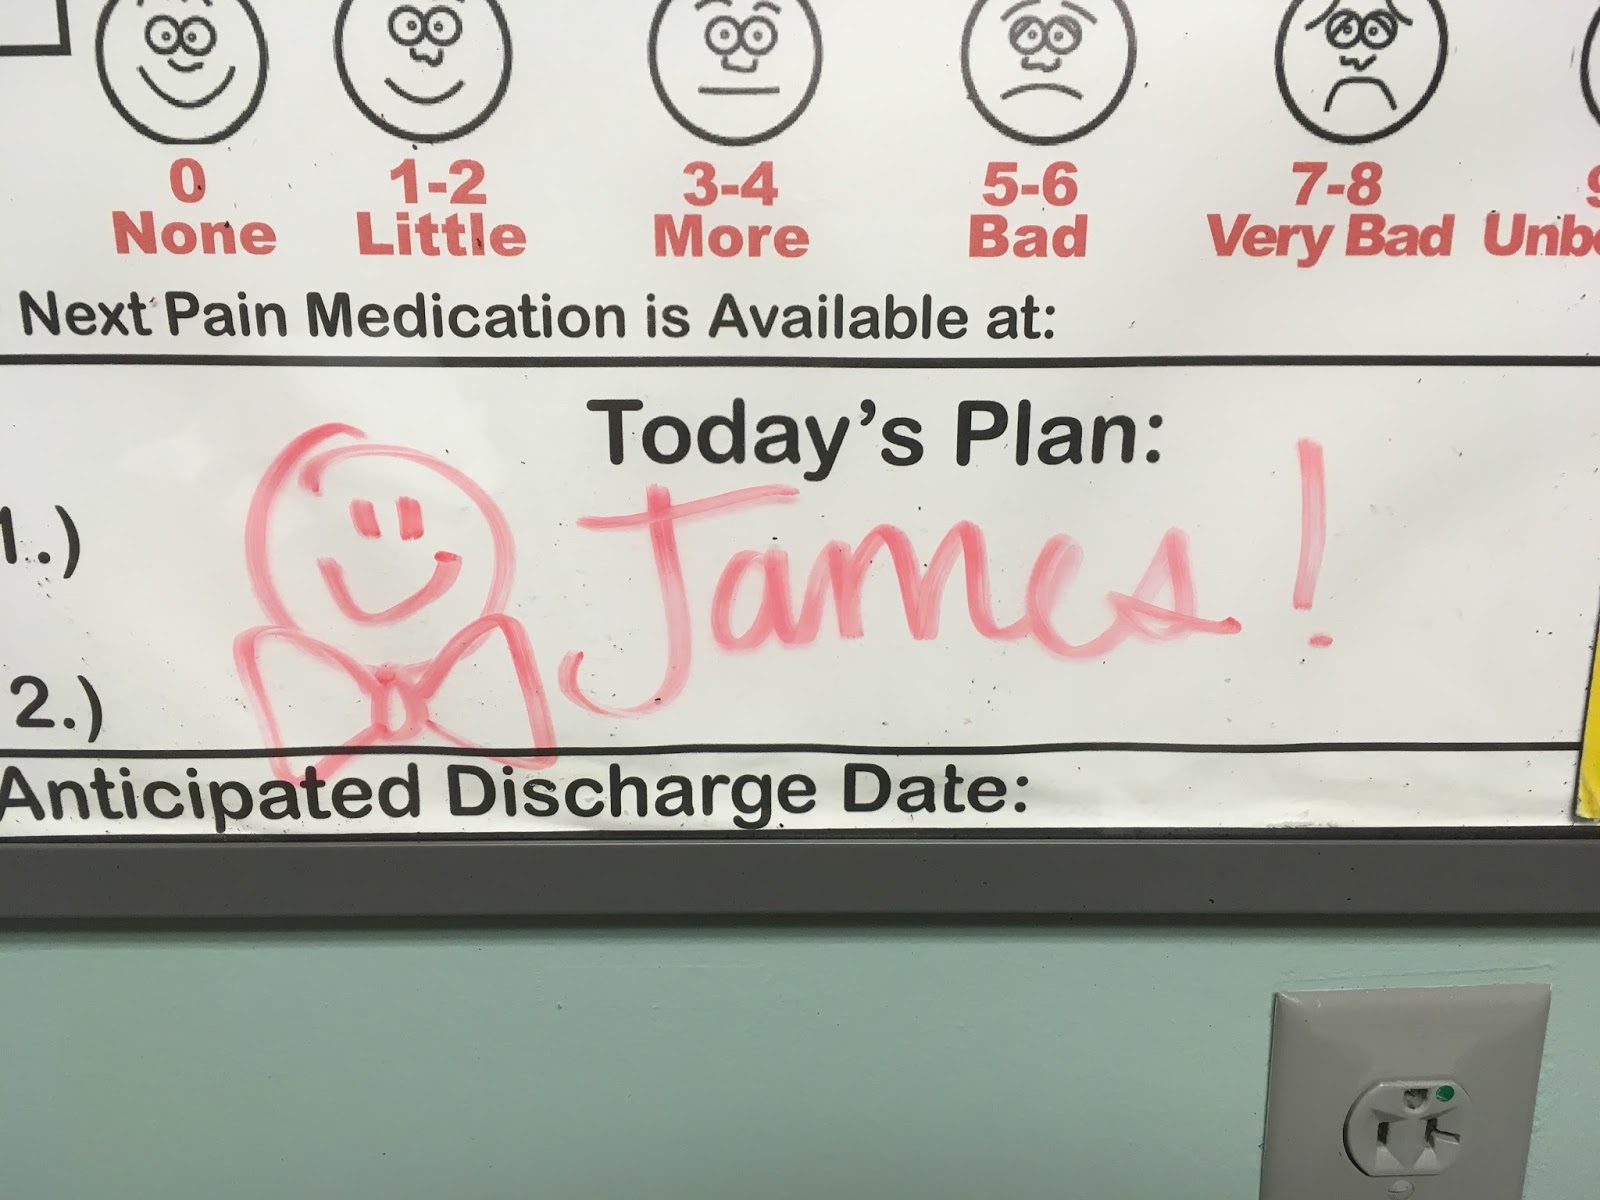 0 1-2 3-4 5-6 7-8
None Little More Bad Very Bad
Next Pain Medication is Available at:
Today's Plan:
1.) James!
2.)
Anticipated Discharge Date: